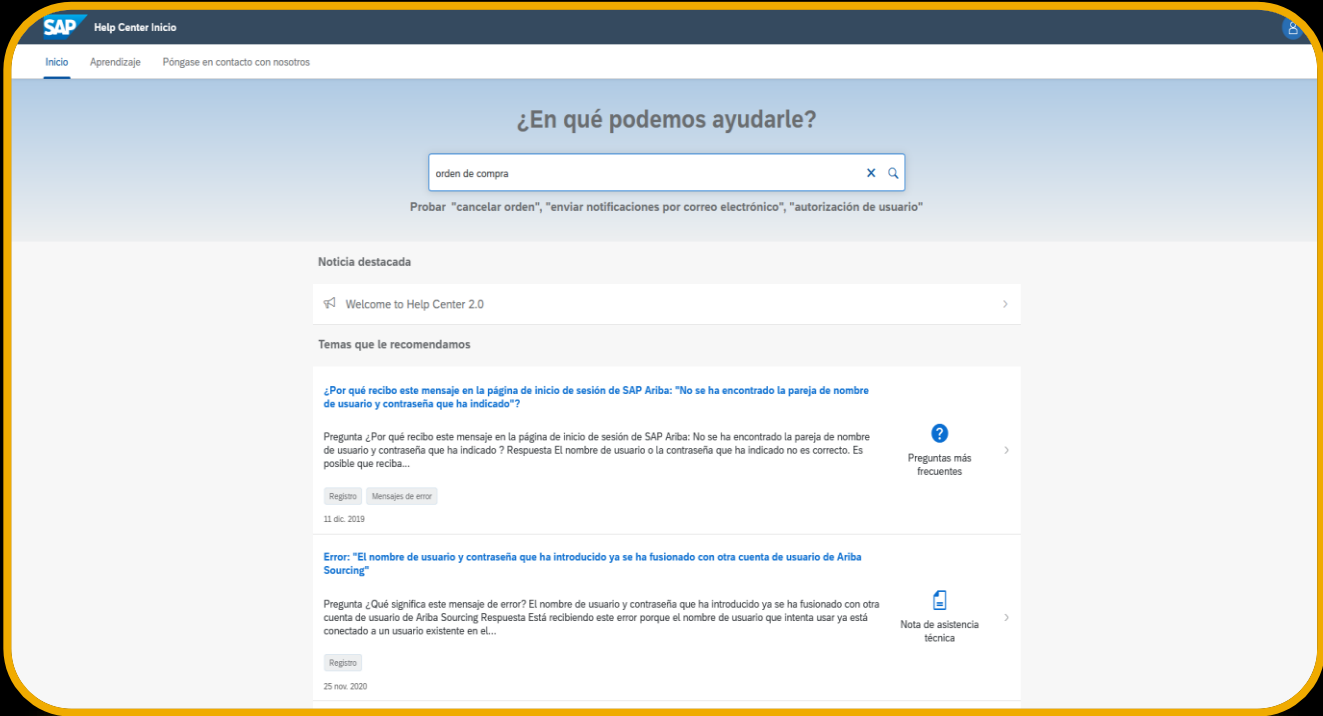 SAP Help Center Inicio
Inicio Aprendizaje Póngase en contacto con nosotros
¿En qué podemos ayudarle?
orden de compra
Probar "cancelar orden", "enviar notificaciones por correo electrónico", "autorización de usuario"
Noticia destacada
Welcome to Help Center 2.0
Temas que le recomendamos
¿Por qué recibo este mensaje en la página de inicio de sesión de SAP Ariba: "No se ha encontrado la pareja de nombre
de usuario y contraseña que ha indicado"?
Pregunta ¿Por qué recibo este mensaje en la página de inicio de sesión de SAP Ariba: No se ha encontrado la pareja de nombre
de usuario y contraseña que ha indicado ? Respuesta El nombre de usuario o la contraseña que ha indicado no es correcto. Es
posible que reciba...
Preguntas más
frecuentes
Registro Mensajes de error
11 dic. 2019
Error: "El nombre de usuario y contraseña que ha introducido ya se ha fusionado con otra cuenta de usuario de Ariba
Sourcing"
Pregunta ¿Qué significa este mensaje de error? El nombre de usuario y contraseña que ha introducido ya se ha fusionado con otra
cuenta de usuario de Ariba Sourcing Respuesta Está recibiendo este error porque el nombre de usuario que intenta usar ya está
conectado a un usuario existente en el...
Nota de asistencia
técnica
Registro
25 nov. 2020